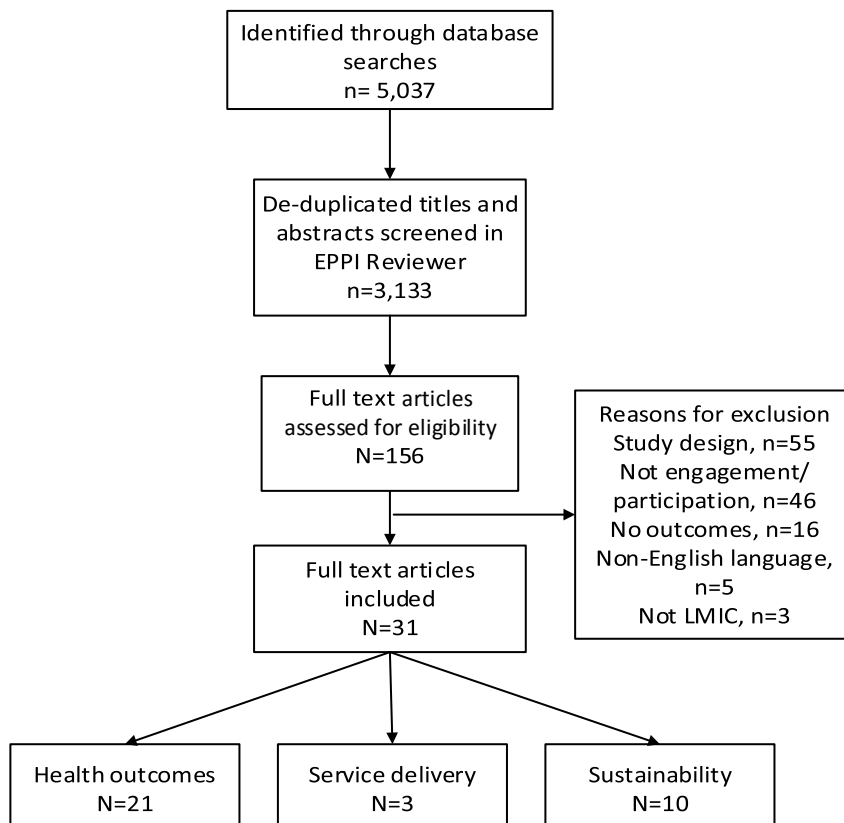 Identified through database
searches
n= 5,037
De-duplicated titles and
abstracts screened in
EPPI Reviewer
n=3,133
Full text articles
assessed for eligibility
N=156
Reasons for exclusion
Study design, n=55
Not engagement/
participation, n=46
No outcomes, n=16
Non-English language,
n=5
Not LMIC, n=3
Full text articles
included
N=31
Health outcomes
N=21
Service delivery
N=3
Sustainability
N=10